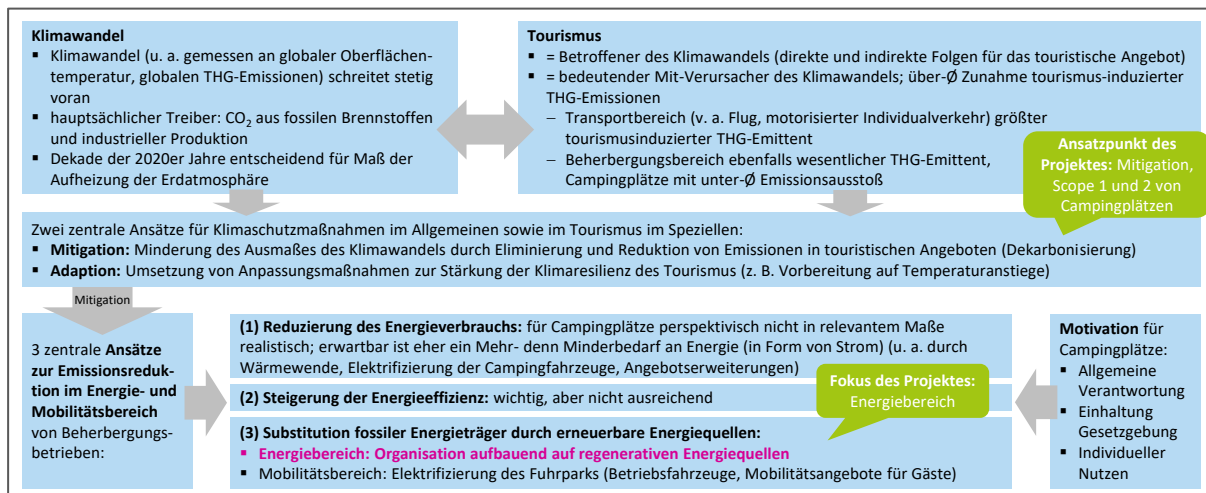 Klimawandel
▪ Klimawandel (u. a. gemessen an globaler Oberflächen-
temperatur, globalen THG-Emissionen) schreitet stetig
voran
▪ hauptsächlicher Treiber: CO₂ aus fossilen Brennstoffen
und industrieller Produktion
▪ Dekade der 2020er Jahre entscheidend für Maß der
Aufheizung der Erdatmosphäre
Tourismus
▪ = Betroffener des Klimawandels (direkte und indirekte Folgen für das touristische Angebot)
▪ = bedeutender Mit-Verursacher des Klimawandels; über-Ø Zunahme tourismus-induzierter
THG-Emissionen
− Transportbereich (v. a. Flug, motorisierter Individualverkehr) größter
tourismusinduzierter THG-Emittent
− Beherbergungsbereich ebenfalls wesentlicher THG-Emittent,
Campingplätze mit unter-Ø Emissionsausstoß
Ansatzpunkt des
Projektes: Mitigation,
Scope 1 und 2 von
Campingplätzen
Zwei zentrale Ansätze für Klimaschutzmaßnahmen im Allgemeinen sowie im Tourismus im Speziellen:
▪ Mitigation: Minderung des Ausmaßes des Klimawandels durch Eliminierung und Reduktion von Emissionen in touristischen Angeboten (Dekarbonisierung)
▪ Adaption: Umsetzung von Anpassungsmaßnahmen zur Stärkung der Klimaresilienz des Tourismus (z. B. Vorbereitung auf Temperaturanstiege)
Mitigation
3 zentrale Ansätze
zur Emissionsreduk-
tion im Energie- und
Mobilitätsbereich
von Beherbergungs-
betrieben:
(1) Reduzierung des Energieverbrauchs: für Campingplätze perspektivisch nicht in relevantem Maße
realistisch; erwartbar ist eher ein Mehr- denn Minderbedarf an Energie (in Form von Strom) (u. a. durch
Wärmewende, Elektrifizierung der Campingfahrzeuge, Angebotserweiterungen)
(2) Steigerung der Energieeffizienz: wichtig, aber nicht ausreichend
Fokus des Projektes:
Energiebereich
(3) Substitution fossiler Energieträger durch erneuerbare Energiequellen:
▪ Energiebereich: Organisation aufbauend auf regenerativen Energiequellen
▪ Mobilitätsbereich: Elektrifizierung des Fuhrparks (Betriebsfahrzeuge, Mobilitätsangebote für Gäste)
Motivation für
Campingplätze:
▪ Allgemeine
Verantwortung
▪ Einhaltung
Gesetzgebung
▪ Individueller
Nutzen